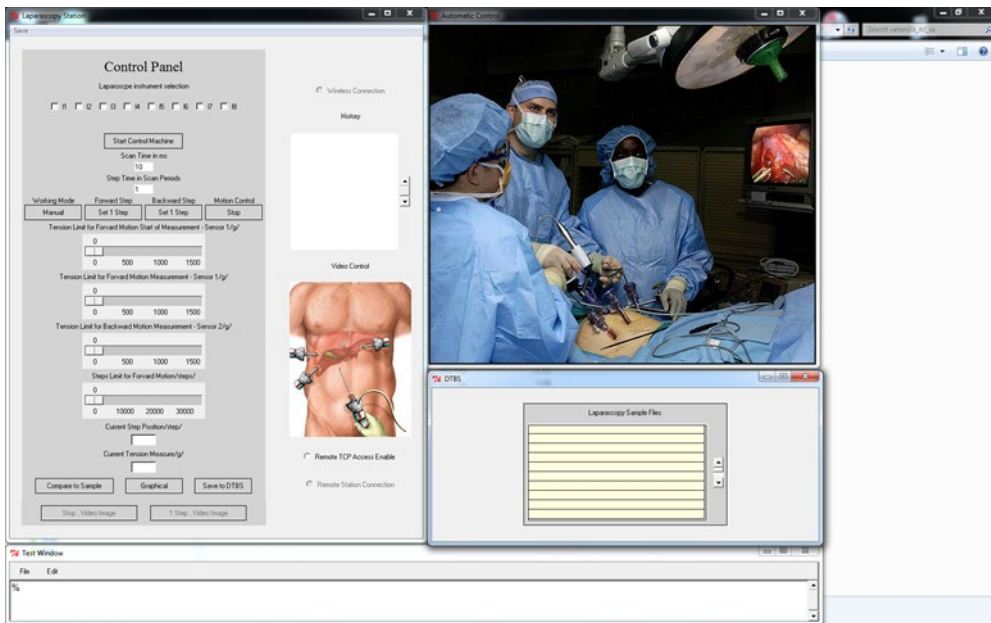 Laparascopy Station
Save
Control Panel
Laparoscpe instrument selection
I1 I2 I3 I4 I5 I6 I7 I8
Start Control Machine
Scan Time in ms
10
Step Time in Scan Periods
1
Working Mode Forward Step Backward Step Motion Control
Manual Set 1 Step Set 1 Step Stop
Tension Limit for Forvard Motion Start of Measurement - Sensor 1/g/
0
0 500 1000 1500
Tension Limit for Forvard Motion Measurement - Sensor 1/g/
0
0 500 1000 1500
Tension Limit for Backward Motion Measurement - Sensor 2/g/
0
0 500 1000 1500
Steps Limit for Forvard Motion/steps/
0
0 10000 20000 30000
Current Step Position/step/
Current Tension Measure/g/
Compare to Sample Graphical Save to DTBS
Stop , Video Image 1 Step , Video Image
Wireless Connection
History
Video Control
Remote TCP Access Enable
Remote Station Connection
Automatic Control
Search
DTBS
Laparascopy Sample Files
Test Window
File Edit
%